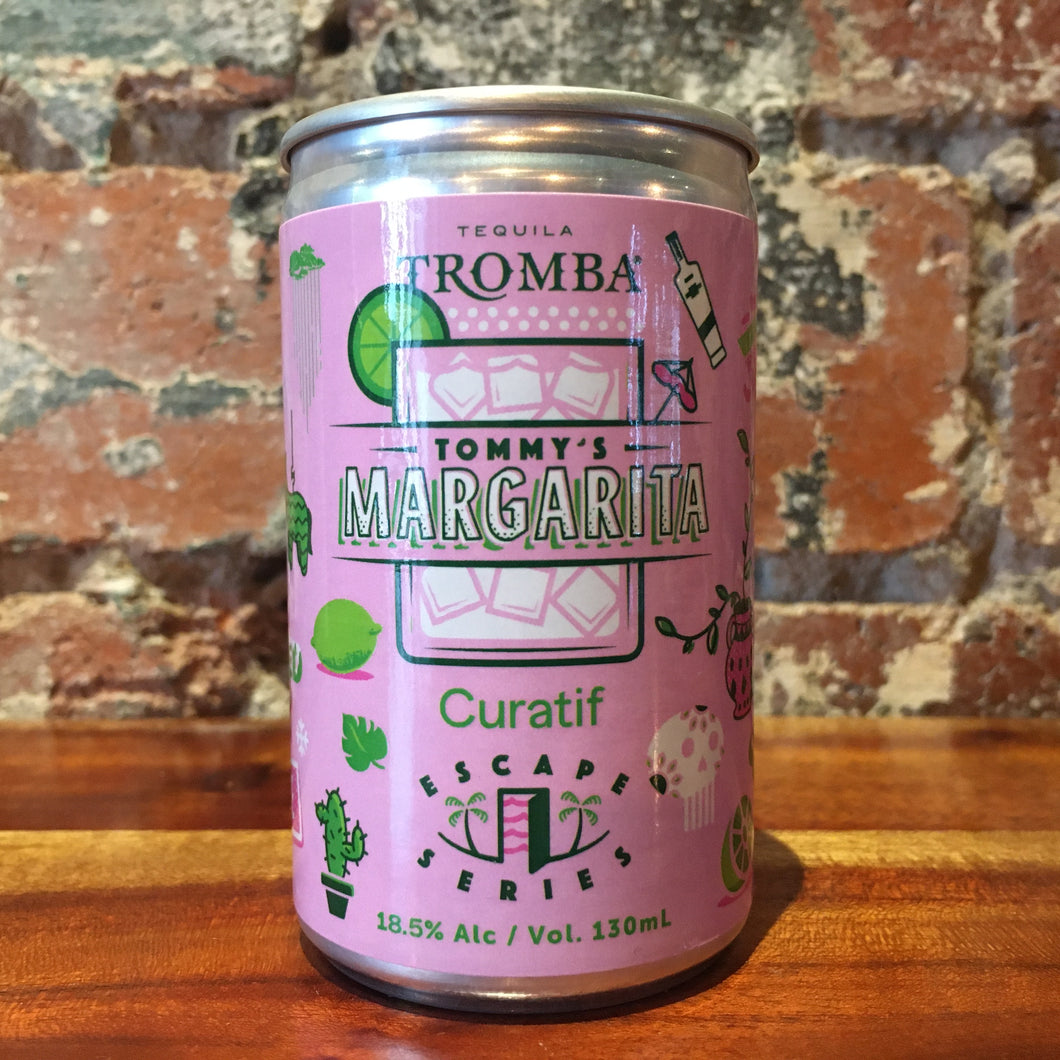 TEQUILA
TROMBA
TOMMY'S
MARGARITA
Curatif
ESCAPE
SERIES
18.5% Alc / Vol. 130mL